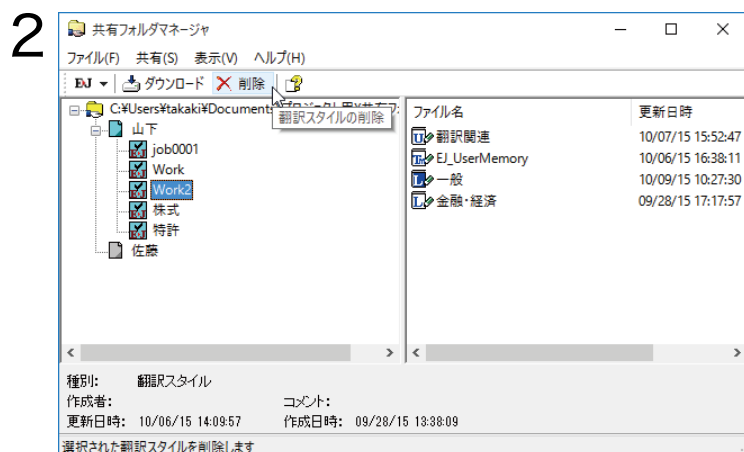 2
共有フォルダマネージャ
ファイル(F) 共有(S) 表示(V) ヘルプ(H)
EJ ダウンロード 削除
C:¥Users¥takaki¥Documents
翻訳スタイルの削除
山下
job0001
Work
Work2
株式
特許
佐藤
ファイル名 更新日時
翻訳関連 10/07/15 15:52:47
EJ_UserMemory 10/06/15 16:38:11
一般 10/09/15 10:27:30
金融・経済 09/28/15 17:17:57
種別: 翻訳スタイル
作成者: コメント:
更新日時: 10/06/15 14:09:57 作成日時: 09/28/15 13:38:09
選択された翻訳スタイルを削除します